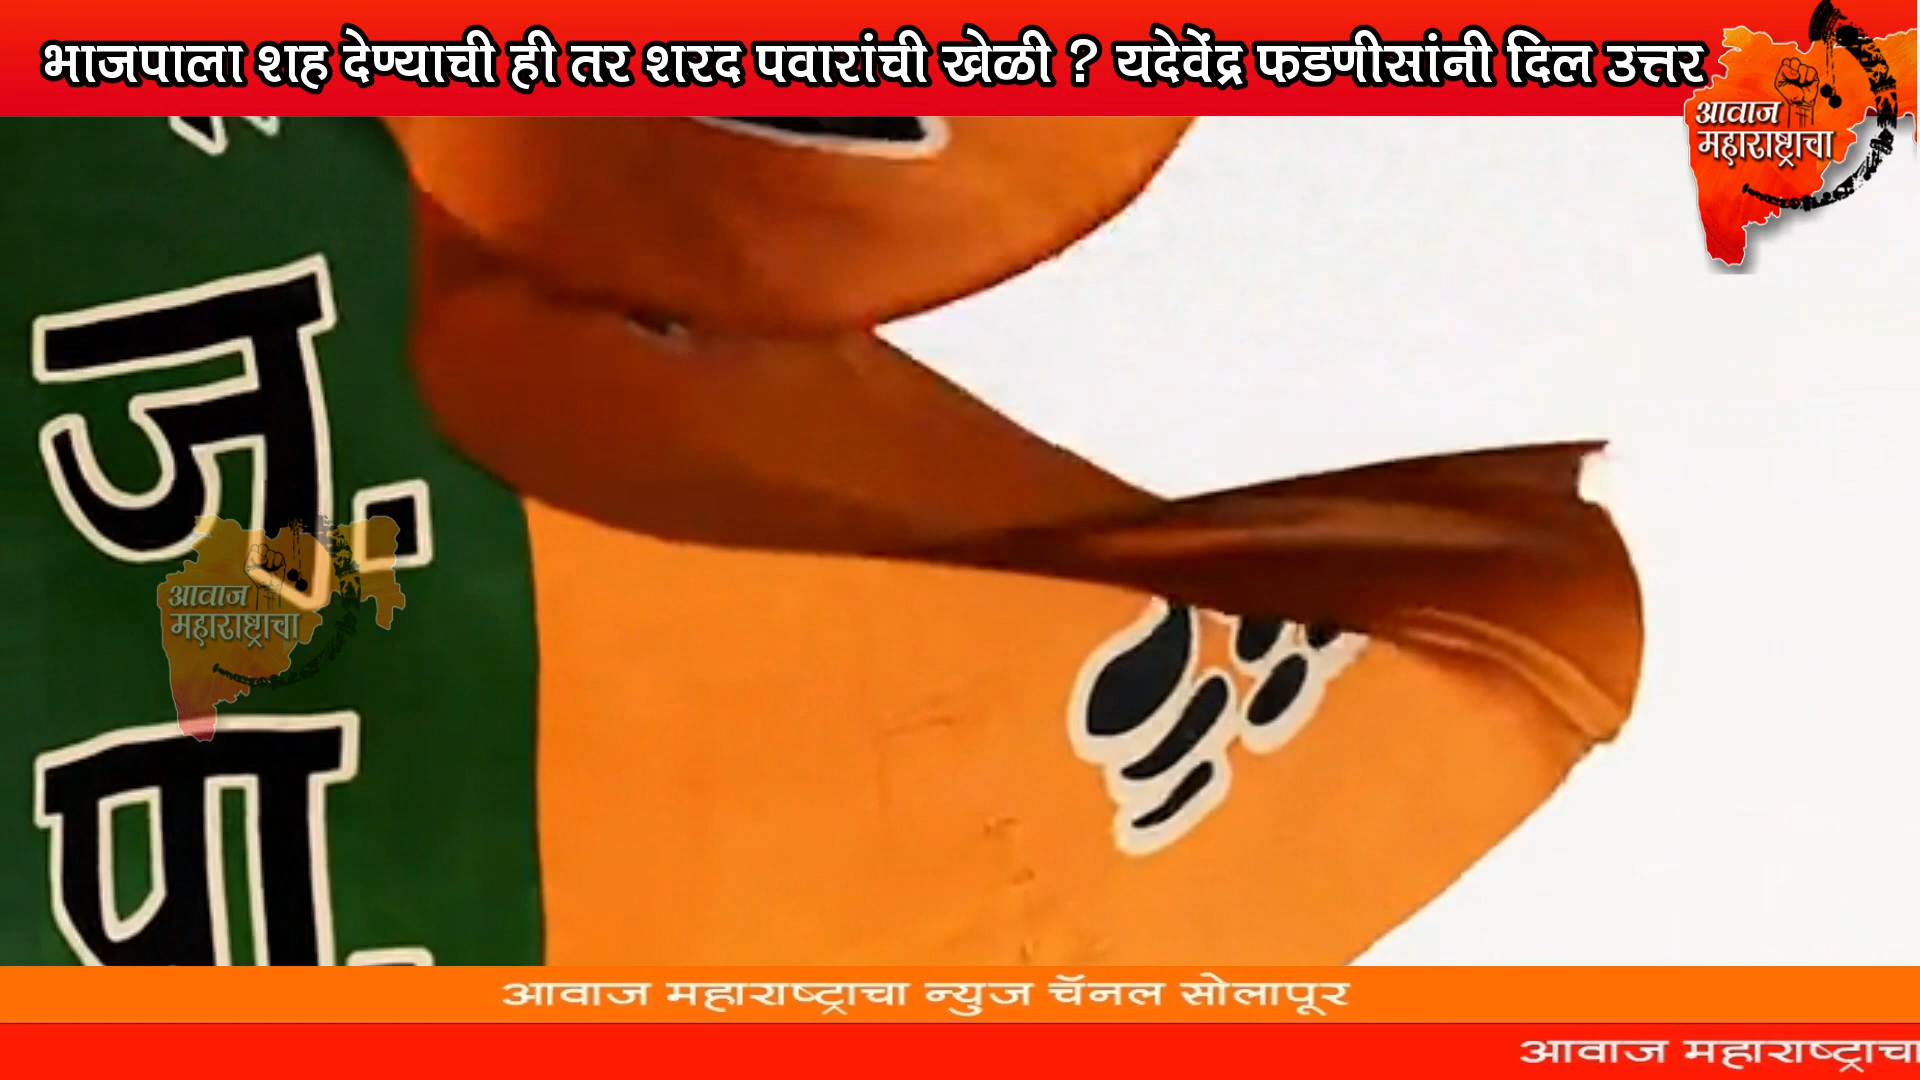 भाजपाला शह देण्याची ही तर शरद पवारांची खेळी ? यदेवेंद्र फडणीसांनी दिल उत्तर
आवाज
महाराष्ट्राचा
ज.
आवाज
महाराष्ट्राचा
पा.
आवाज महाराष्ट्राचा न्युज चॅनल सोलापूर
आवाज महाराष्ट्राचा